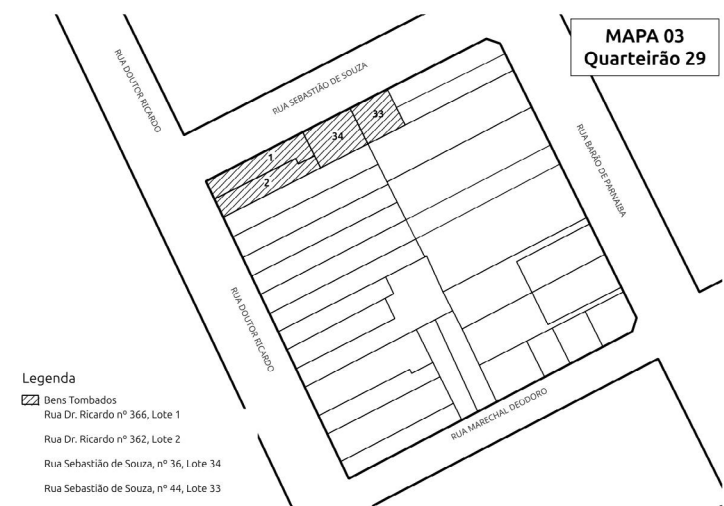 MAPA 03
Quarteirão 29
RUA DOUTOR RICARDO
RUA SEBASTIÃO DE SOUZA
33
34
1
2
RUA BARÃO DE PARNAÍBA
RUA DOUTOR RICARDO
RUA MARECHAL DEODORO
Legenda
Bens Tombados
Rua Dr. Ricardo nº 366, Lote 1
Rua Dr. Ricardo nº 362, Lote 2
Rua Sebastião de Souza, nº 36, Lote 34
Rua Sebastião de Souza, nº 44, Lote 33